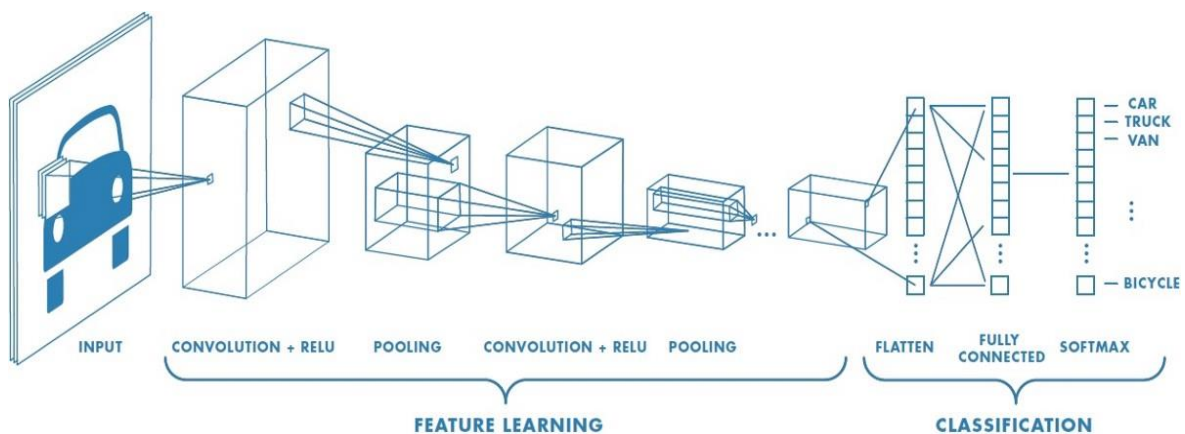 CAR
TRUCK
VAN
BICYCLE
INPUT
CONVOLUTION + RELU
POOLING
CONVOLUTION + RELU
POOLING
FLATTEN
FULLY
CONNECTED
SOFTMAX
FEATURE LEARNING
CLASSIFICATION